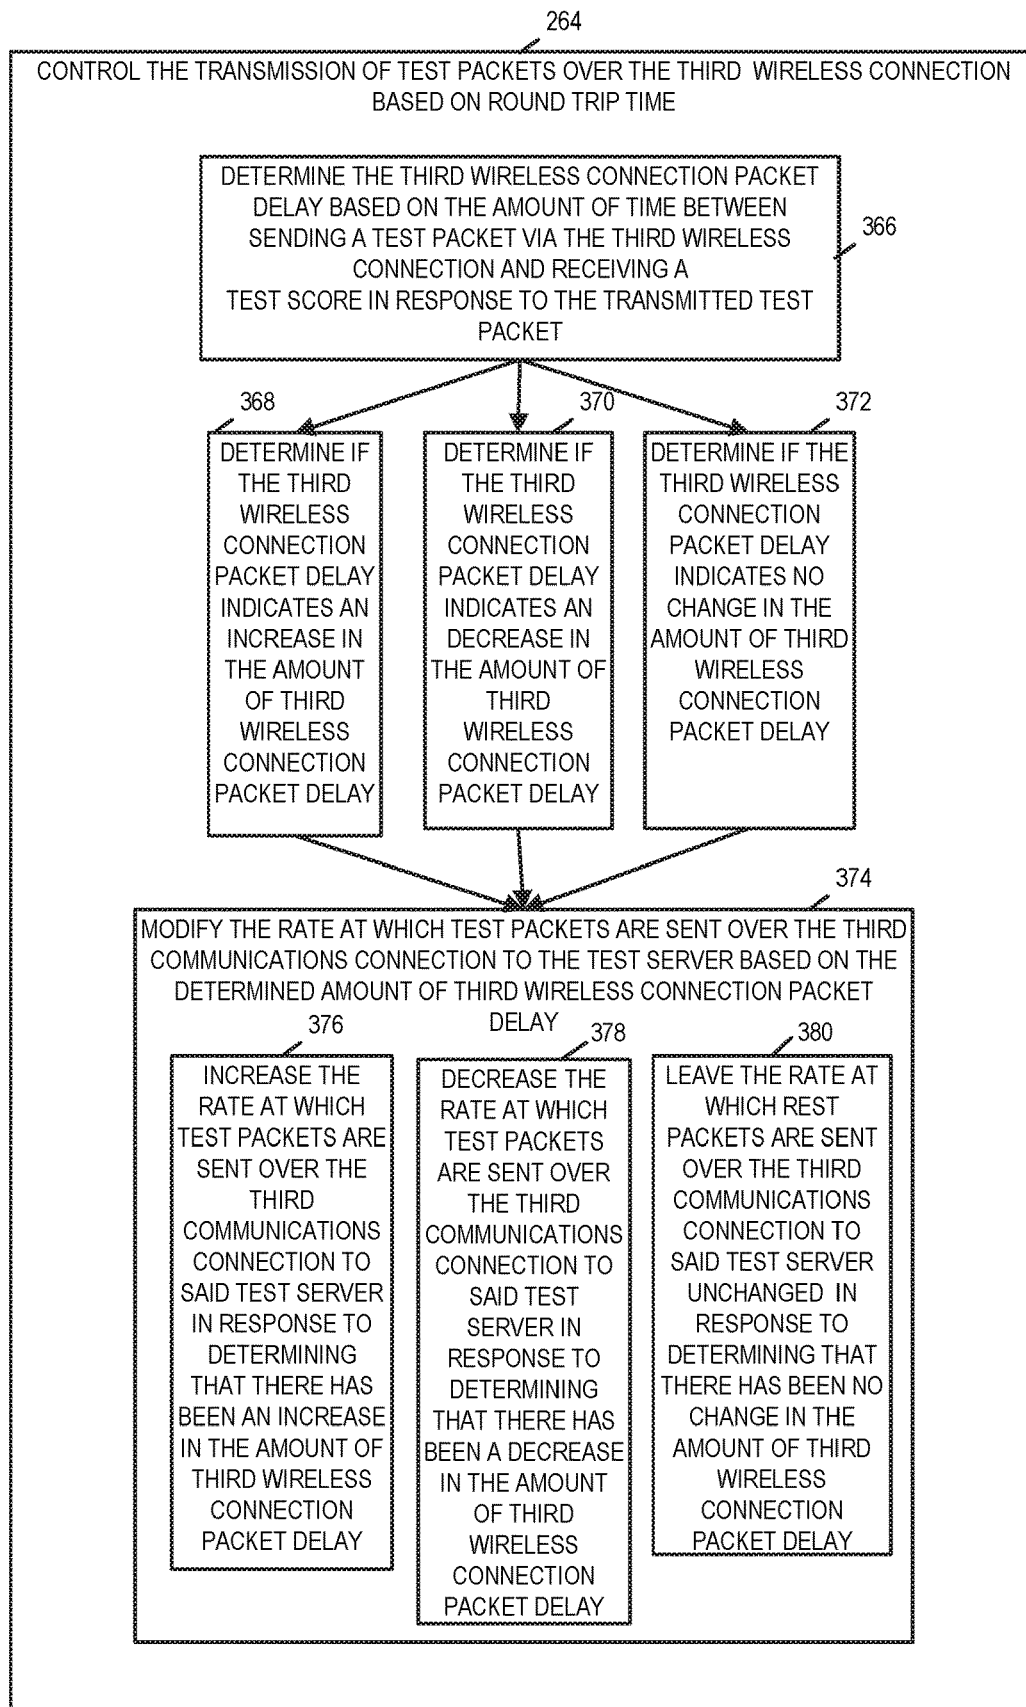 264
CONTROL THE TRANSMISSION OF TEST PACKETS OVER THE THIRD WIRELESS CONNECTION
BASED ON ROUND TRIP TIME
DETERMINE THE THIRD WIRELESS CONNECTION PACKET
DELAY BASED ON THE AMOUNT OF TIME BETWEEN
SENDING A TEST PACKET VIA THE THIRD WIRELESS
CONNECTION AND RECEIVING A
TEST SCORE IN RESPONSE TO THE TRANSMITTED TEST
PACKET
366
368
DETERMINE IF
THE THIRD
WIRELESS
CONNECTION
PACKET DELAY
INDICATES AN
INCREASE IN
THE AMOUNT
OF THIRD
WIRELESS
CONNECTION
PACKET DELAY
370
DETERMINE IF
THE THIRD
WIRELESS
CONNECTION
PACKET DELAY
INDICATES AN
DECREASE IN
THE AMOUNT OF
THIRD
WIRELESS
CONNECTION
PACKET DELAY
372
DETERMINE IF THE
THIRD WIRELESS
CONNECTION
PACKET DELAY
INDICATES NO
CHANGE IN THE
AMOUNT OF THIRD
WIRELESS
CONNECTION
PACKET DELAY
374
MODIFY THE RATE AT WHICH TEST PACKETS ARE SENT OVER THE THIRD
COMMUNICATIONS CONNECTION TO THE TEST SERVER BASED ON THE
DETERMINED AMOUNT OF THIRD WIRELESS CONNECTION PACKET
DELAY
376
INCREASE THE
RATE AT WHICH
TEST PACKETS ARE
SENT OVER THE
THIRD
COMMUNICATIONS
CONNECTION TO
SAID TEST SERVER
IN RESPONSE TO
DETERMINING
THAT THERE HAS
BEEN AN INCREASE
IN THE AMOUNT OF
THIRD WIRELESS
CONNECTION
PACKET DELAY
378
DECREASE THE
RATE AT WHICH
TEST PACKETS
ARE SENT OVER
THE THIRD
COMMUNICATIONS
CONNECTION TO
SAID TEST
SERVER IN
RESPONSE TO
DETERMINING
THAT THERE HAS
BEEN A DECREASE
IN THE AMOUNT
OF THIRD
WIRELESS
CONNECTION
PACKET DELAY
380
LEAVE THE RATE AT
WHICH REST
PACKETS ARE SENT
OVER THE THIRD
COMMUNICATIONS
CONNECTION TO
SAID TEST SERVER
UNCHANGED IN
RESPONSE TO
DETERMINING THAT
THERE HAS BEEN NO
CHANGE IN THE
AMOUNT OF THIRD
WIRELESS
CONNECTION
PACKET DELAY